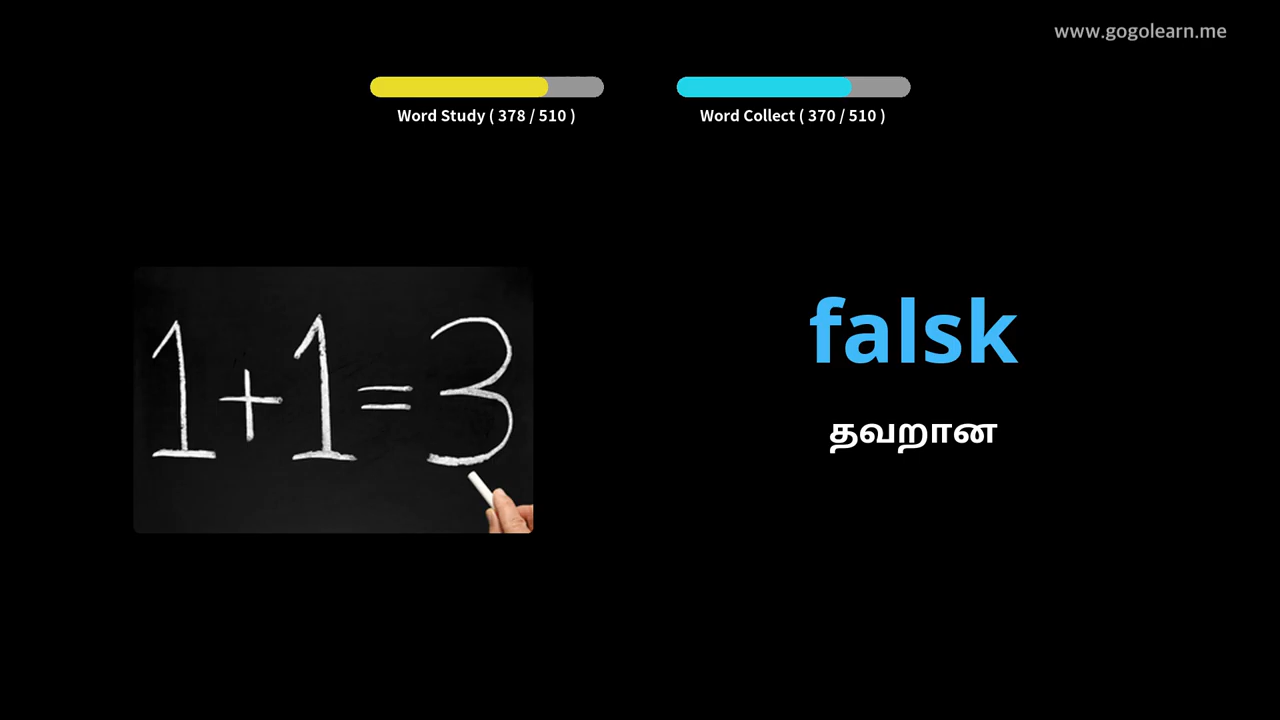 www.gogolearn.me
Word Study ( 378 / 510 )
Word Collect ( 370 / 510 )
1+1=3
falsk
தவறான